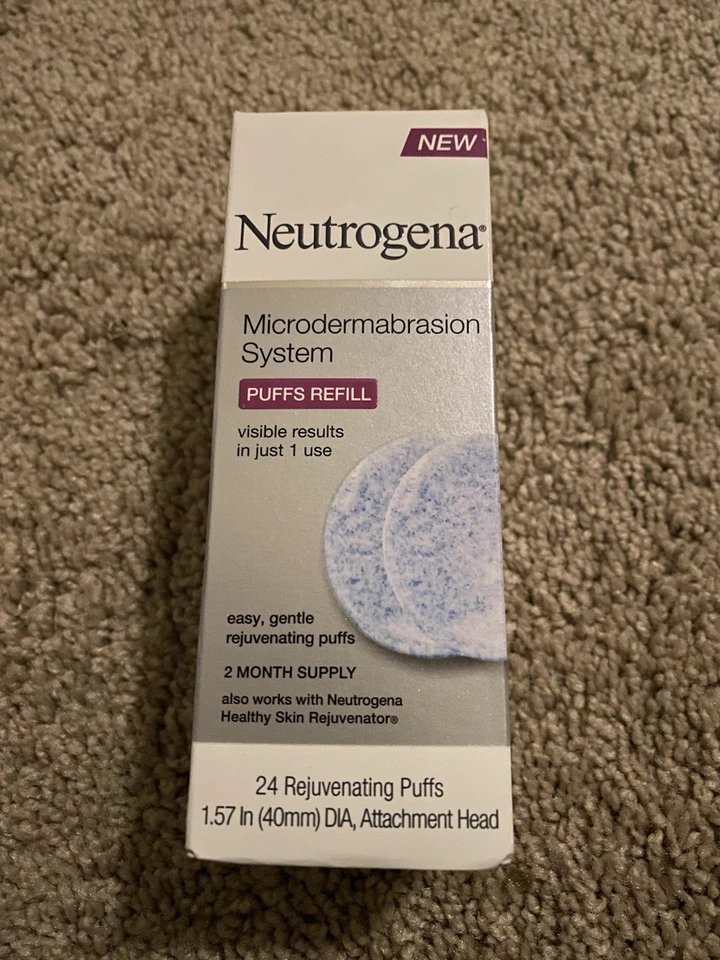 NEW
Neutrogena®
Microdermabrasion
System
PUFFS REFILL
visible results
in just 1 use
easy, gentle
rejuvenating puffs
2 MONTH SUPPLY
also works with Neutrogena
Healthy Skin Rejuvenator®
24 Rejuvenating Puffs
1.57 In (40mm) DIA, Attachment Head